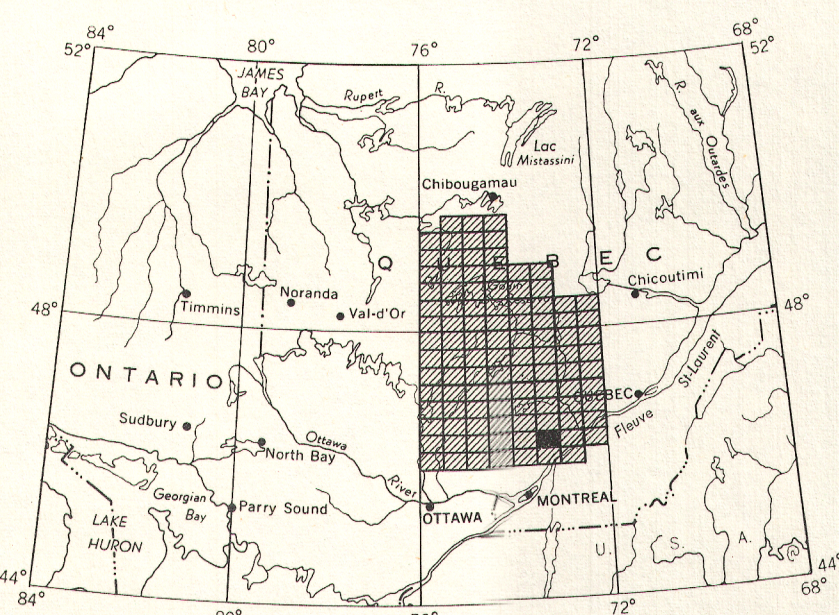 84°
68°
52°
80°
76°
72°
52°
JAMES
BAY
Rupert
R.
R.
aux
Outardes
Lac
Mistassini
Chibougamau
Q U E B E C
Chicoutimi
Noranda
Timmins
Val-d'Or
48°
48°
ONTARIO
St-Laurent
QUEBEC
Fleuve
Sudbury
Ottawa
North Bay
River
Georgian
Bay
Parry Sound
MONTREAL
OTTAWA
LAKE
HURON
U. S. A.
44°
44°
84°
72°
68°